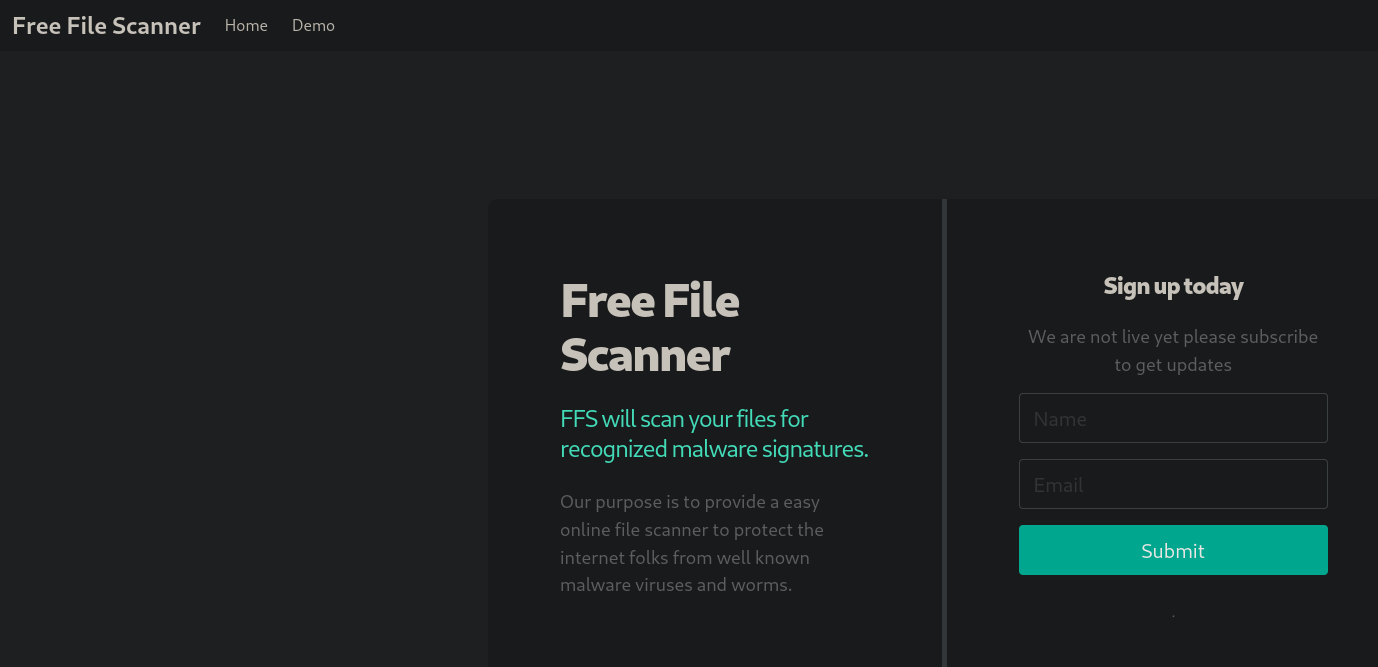 Free File Scanner Home Demo
Free File
Scanner
FFS will scan your files for
recognized malware signatures.
Our purpose is to provide a easy
online file scanner to protect the
internet folks from well known
malware viruses and worms.
Sign up today
We are not live yet please subscribe
to get updates
Name
Email
Submit
.